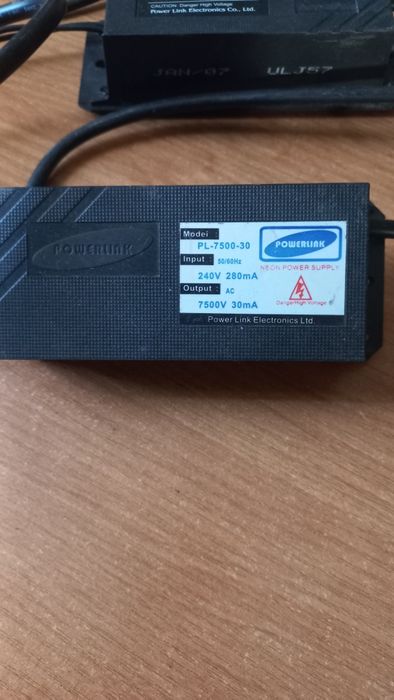 CAUTION Danger High Voltage
Power Link Electronics Co., Ltd.
JAN/07 ULJS7
POWERLINK
Model
PL-7500-30
Input : 50/60Hz
240V 280mA
Output : AC
7500V 30mA
POWERLINK
NEON POWER SUPPLY
Danger High Voltage
Power Link Electronics Ltd.